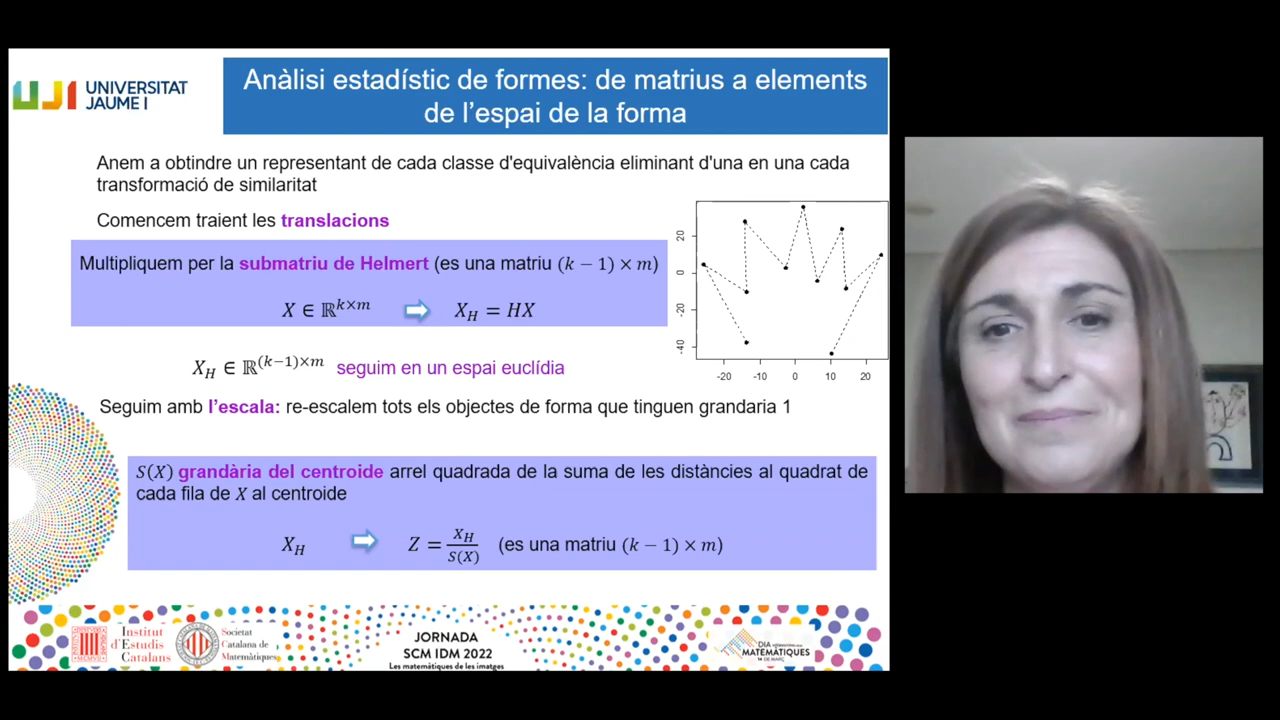 UJI UNIVERSITAT
JAUME I
Anàlisi estadístic de formes: de matrius a elements
de l'espai de la forma
Anem a obtindre un representant de cada classe d'equivalència eliminant d'una en una cada
transformació de similaritat
Comencem traient les translacions
Multipliquem per la submatriu de Helmert (es una matriu (k − 1) × m)
X ∈ ℝ^{k×m} ⇨ X_H = HX
X_H ∈ ℝ^{(k−1)×m} seguim en un espai euclídia
20
0
-20
-40
-20 -10 0 10 20
Seguim amb l'escala: re-escalem tots els objectes de forma que tinguen grandaria 1
S(X) grandària del centroide arrel quadrada de la suma de les distàncies al quadrat de
cada fila de X al centroide
X_H ⇨ Z = X_H / S(X) (es una matriu (k − 1) × m)
Institut
d'Estudis
Catalans
Societat
Catalana de
Matemàtiques
JORNADA
SCM IDM 2022
Les matemàtiques de les imatges
DIA
MATEMÀTIQUES
14 DE MARÇ